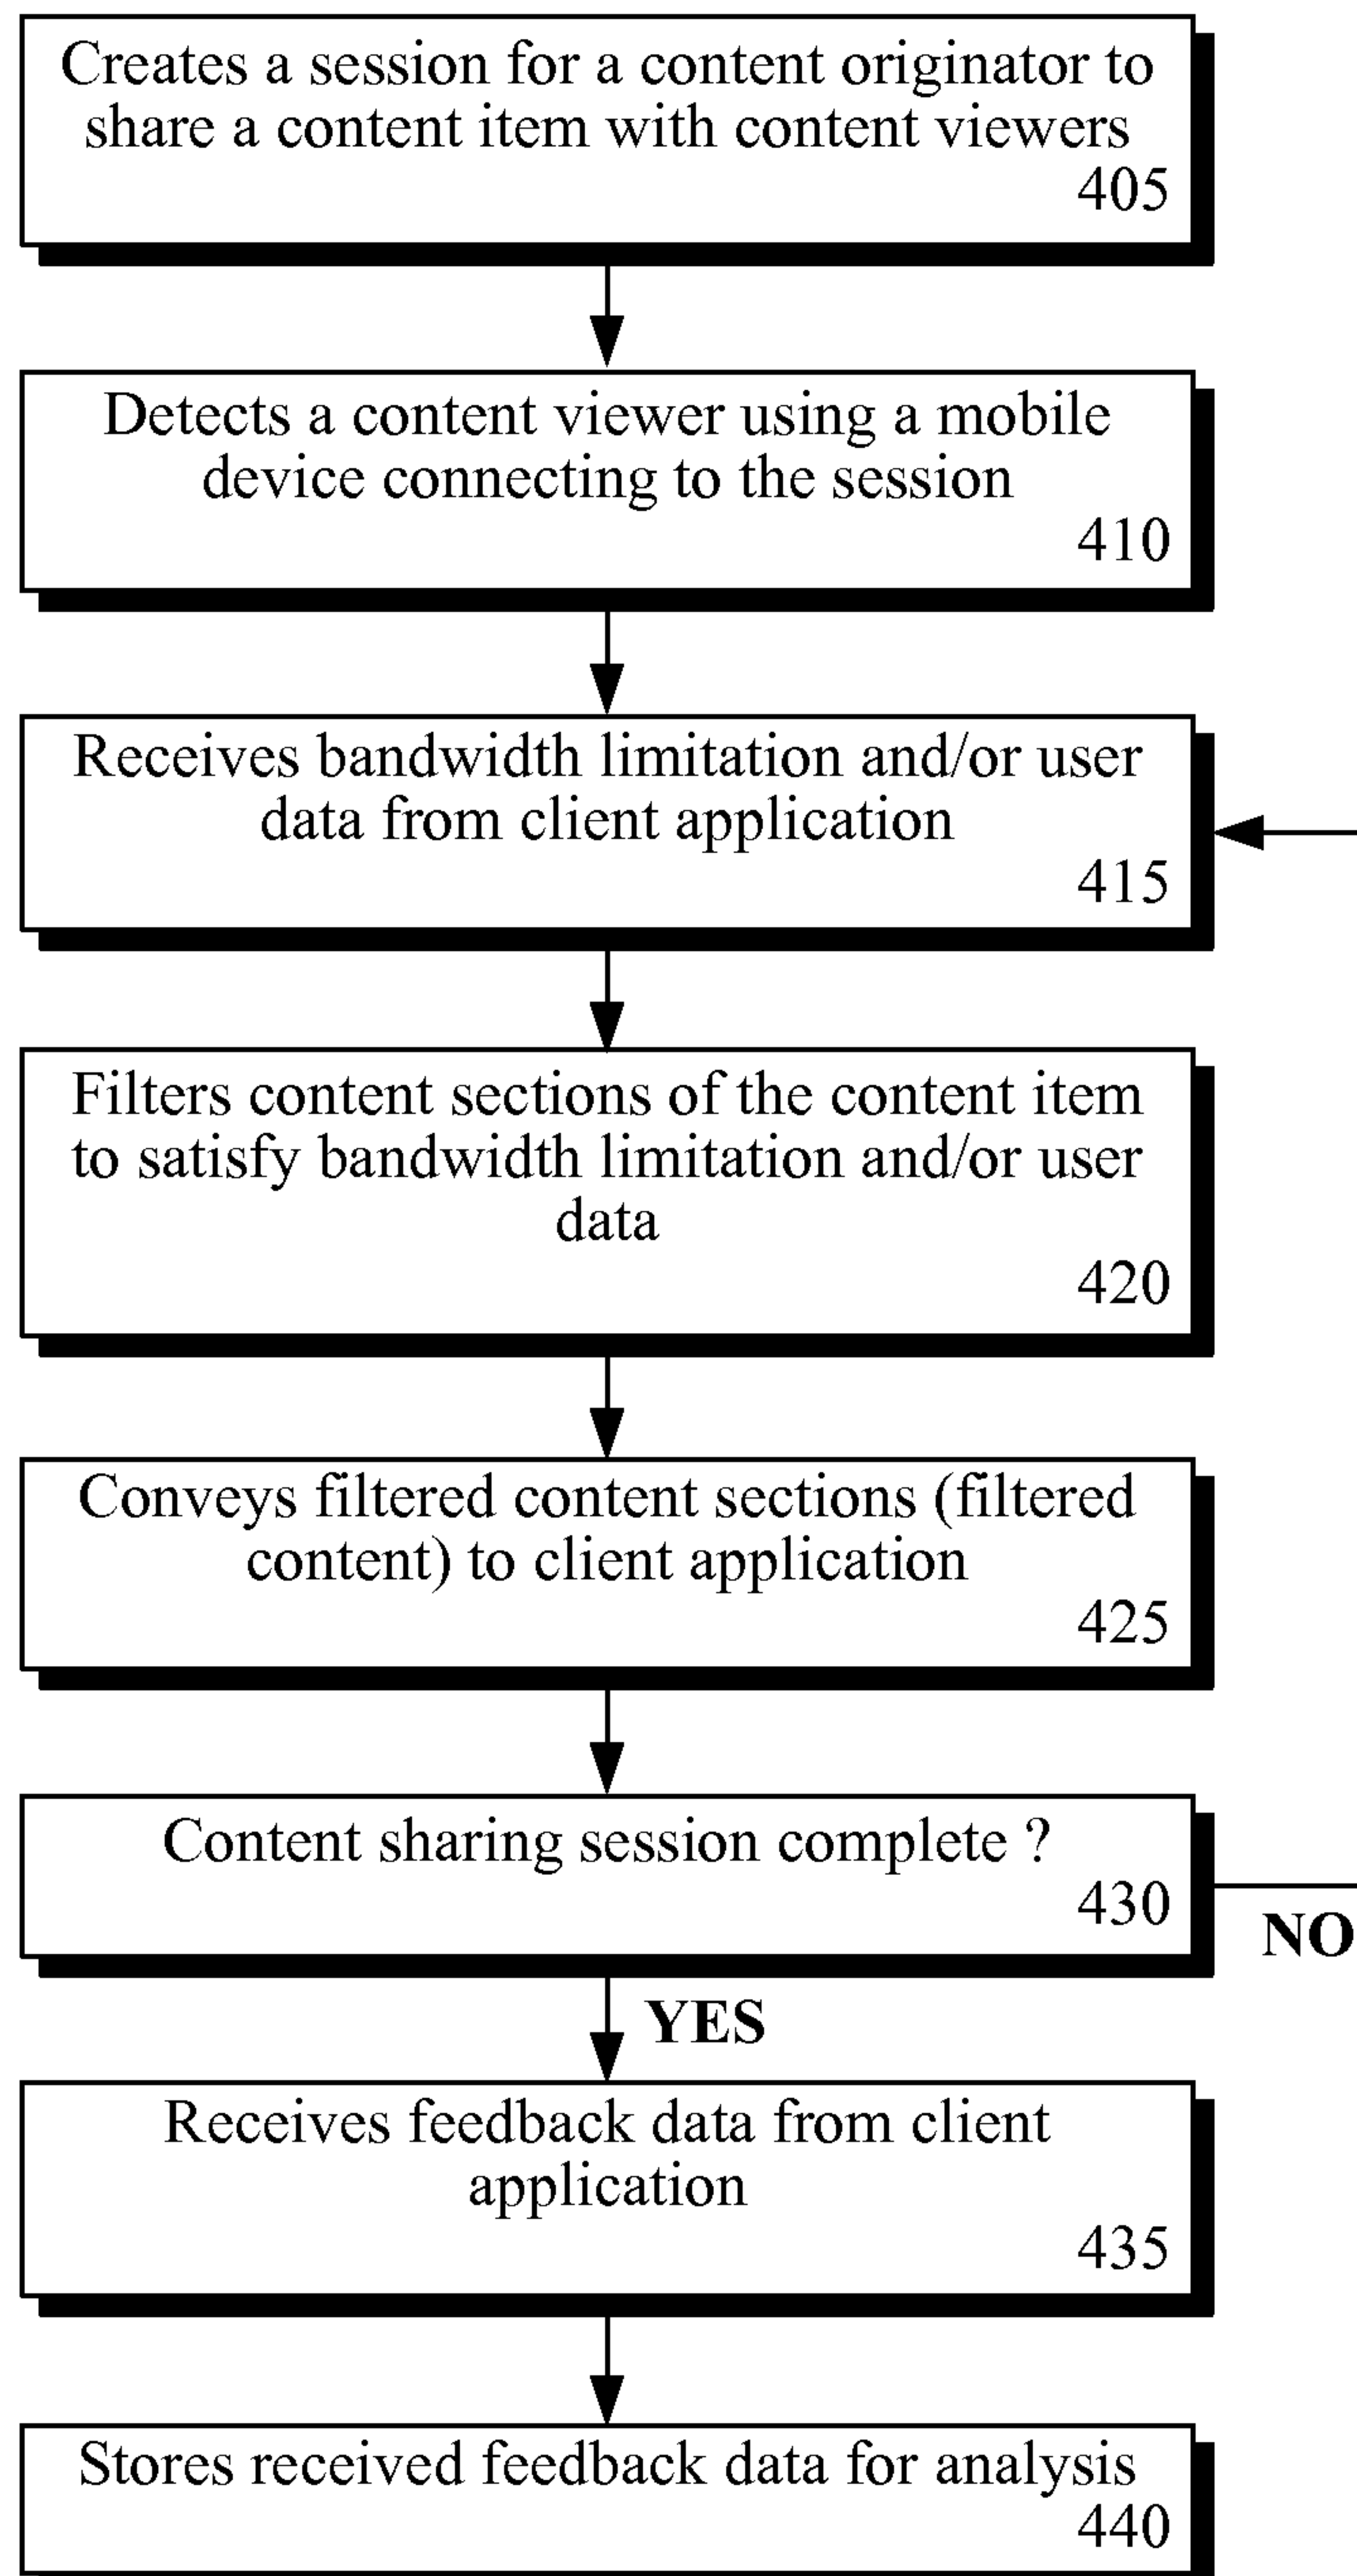 Creates a session for a content originator to
share a content item with content viewers
405
Detects a content viewer using a mobile
device connecting to the session
410
Receives bandwidth limitation and/or user
data from client application
415
Filters content sections of the content item
to satisfy bandwidth limitation and/or user
data
420
Conveys filtered content sections (filtered
content) to client application
425
Content sharing session complete ?
430
NO
YES
Receives feedback data from client
application
435
Stores received feedback data for analysis
440